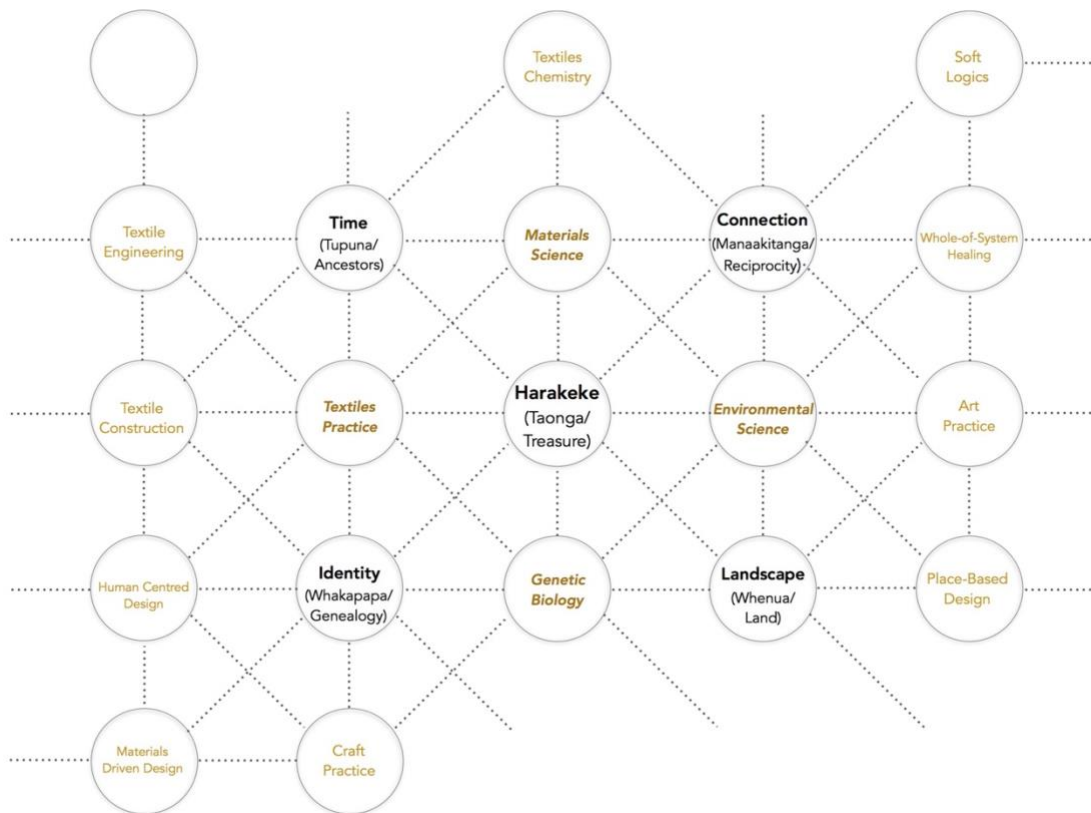 Textiles
Chemistry
Soft
Logics
Textile
Engineering
Time
(Tupuna/
Ancestors)
Materials
Science
Connection
(Manaakitanga/
Reciprocity)
Whole-of-System
Healing
Textile
Construction
Textiles
Practice
Harakeke
(Taonga/
Treasure)
Environmental
Science
Art
Practice
Human Centred
Design
Identity
(Whakapapa/
Genealogy)
Genetic
Biology
Landscape
(Whenua/
Land)
Place-Based
Design
Materials
Driven Design
Craft
Practice